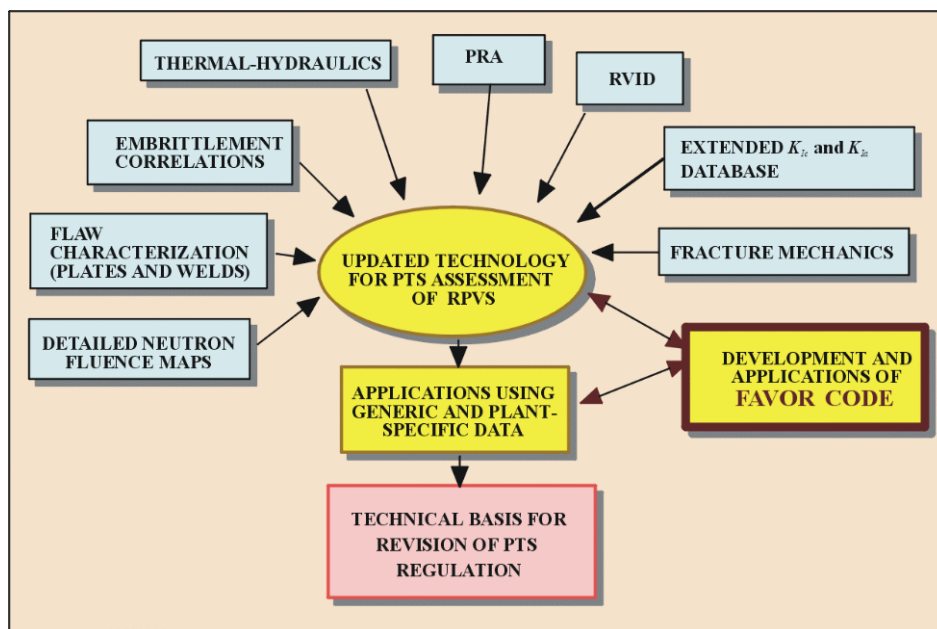 THERMAL-HYDRAULICS
PRA
RVID
EMBRITTLEMENT
CORRELATIONS
EXTENDED K_Ic and K_Ia
DATABASE
FLAW
CHARACTERIZATION
(PLATES AND WELDS)
UPDATED TECHNOLOGY
FOR PTS ASSESSMENT
OF RPVS
FRACTURE MECHANICS
DETAILED NEUTRON
FLUENCE MAPS
DEVELOPMENT AND
APPLICATIONS OF
FAVOR CODE
APPLICATIONS USING
GENERIC AND PLANT-
SPECIFIC DATA
TECHNICAL BASIS FOR
REVISION OF PTS
REGULATION